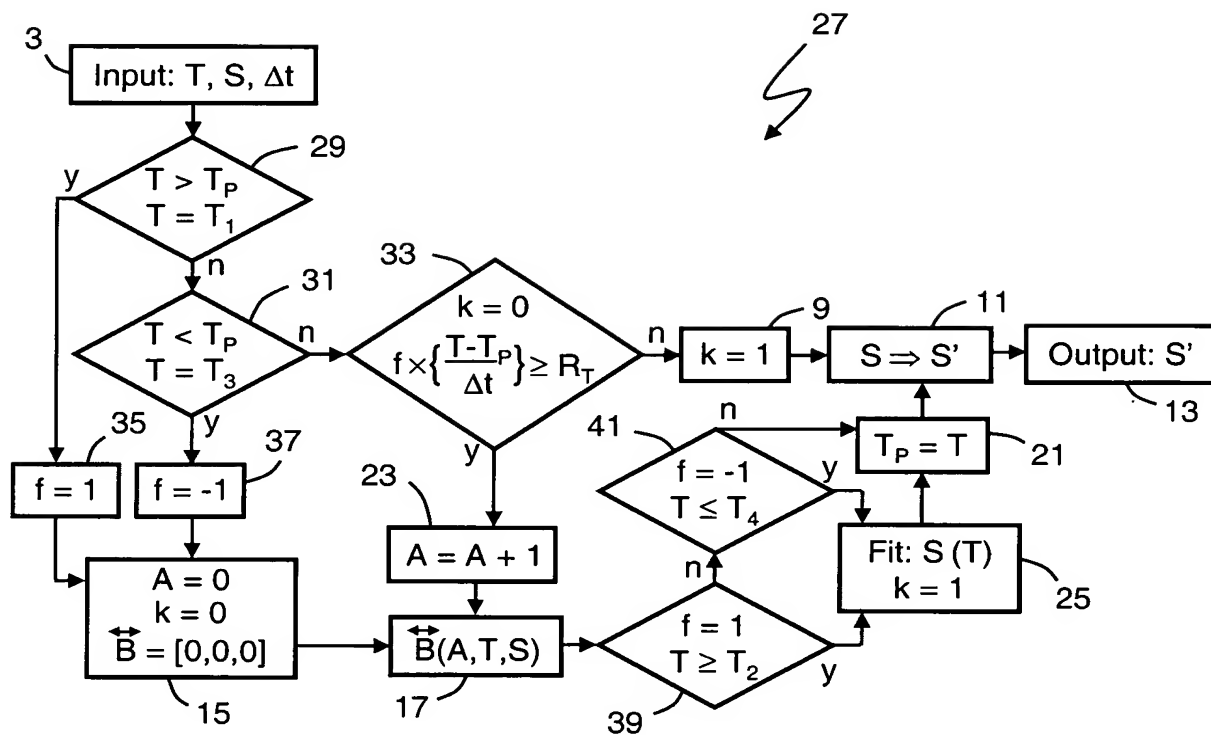 3
Input: T, S, Δt
27
29
y
T > T_P
T = T_1
n
31
T < T_P
T = T_3
n
y
33
k = 0
f × {(T-T_P)/Δt} ≥ R_T
n
y
9
k = 1
11
S ⇒ S'
Output: S'
13
35
f = 1
37
f = -1
23
A = A + 1
41
f = -1
T ≤ T_4
n
y
n
T_P = T
21
A = 0
k = 0
B = [0,0,0]
15
B(A,T,S)
17
f = 1
T ≥ T_2
y
39
Fit: S (T)
k = 1
25